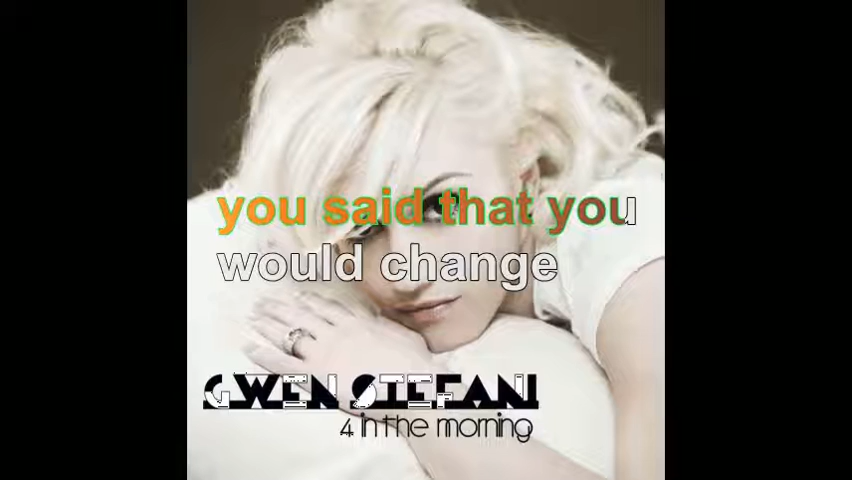 you said that you
would change
GWEN STEFANI
4 in the morning